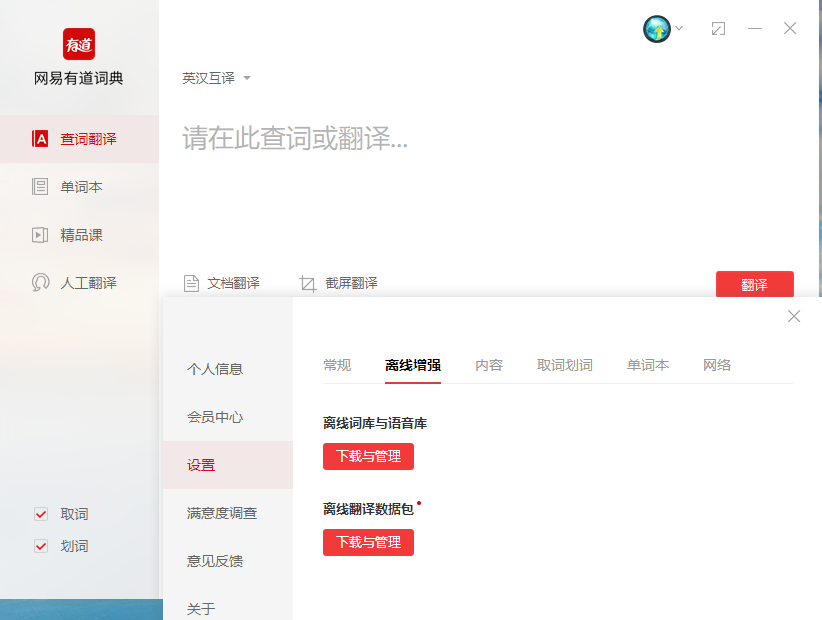 有道
网易有道词典
查词翻译
单词本
精品课
人工翻译
取词
划词
英汉互译
请在此查词或翻译...
文档翻译
截屏翻译
翻译
个人信息
会员中心
设置
满意度调查
意见反馈
关于
常规 离线增强 内容 取词划词 单词本 网络
离线词库与语音库
下载与管理
离线翻译数据包
下载与管理